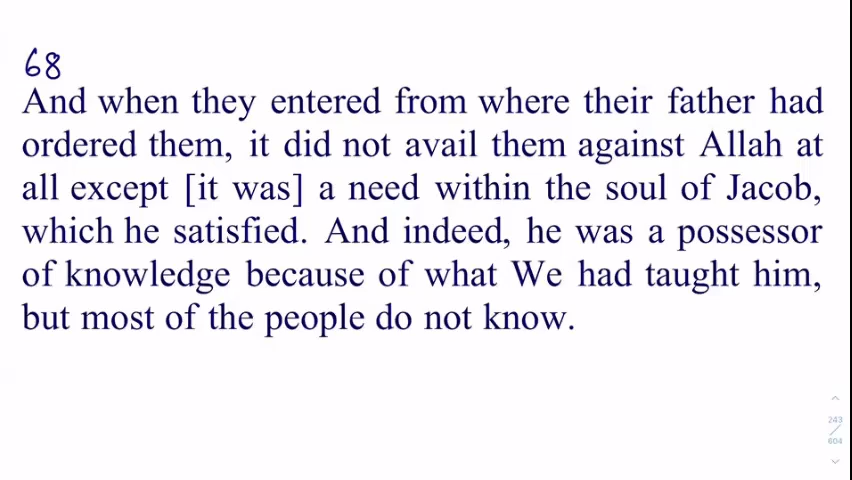 68
And when they entered from where their father had
ordered them, it did not avail them against Allah at
all except [it was] a need within the soul of Jacob,
which he satisfied. And indeed, he was a possessor
of knowledge because of what We had taught him,
but most of the people do not know.
243
604